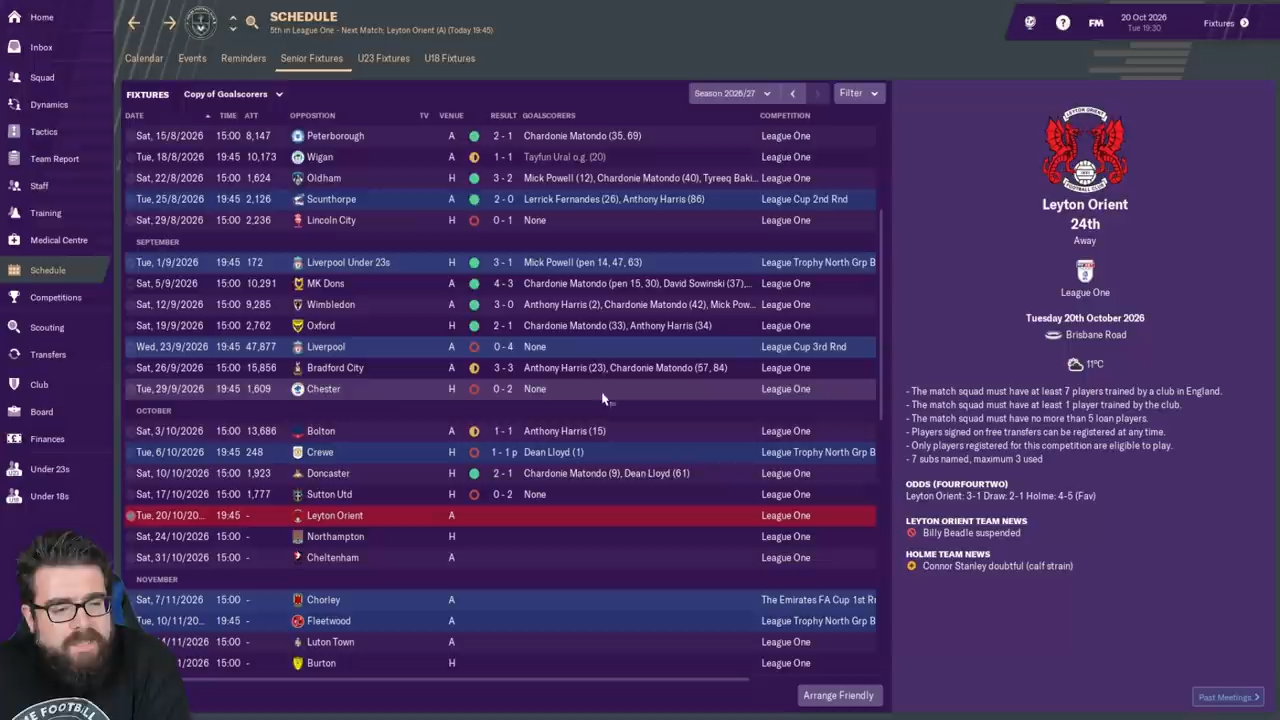 Home
Inbox
Squad
Dynamics
Tactics
Team Report
Staff
Training
Medical Centre
Schedule
Competitions
Scouting
Transfers
Club
Board
Finances
Under 23s
Under 18s
SCHEDULE
5th in League One - Next Match: Leyton Orient (A) (Today 19:45)
FM
20 Oct 2026
Tue 19:30
Fixtures
Calendar Events Reminders Senior Fixtures U23 Fixtures U18 Fixtures
FIXTURES Copy of Goalscorers Season 2026/27 Filter
DATE TIME ATT OPPOSITION TV VENUE RESULT GOALSCORERS COMPETITION
Sat, 15/8/2026 15:00 8,147 Peterborough A 2 - 1 Chardonie Matondo (35, 69) League One
Tue, 18/8/2026 19:45 10,173 Wigan A 1 - 1 Tayfun Ural o.g. (20) League One
Sat, 22/8/2026 15:00 1,624 Oldham H 3 - 2 Mick Powell (12), Chardonie Matondo (40), Tyreeq Baki... League One
Tue, 25/8/2026 19:45 2,126 Scunthorpe A 2 - 0 Lerrick Fernandes (26), Anthony Harris (86) League Cup 2nd Rnd
Sat, 29/8/2026 15:00 2,236 Lincoln City H 0 - 1 None League One
SEPTEMBER
Tue, 1/9/2026 19:45 172 Liverpool Under 23s H 3 - 1 Mick Powell (pen 14, 47, 63) League Trophy North Grp B
Sat, 5/9/2026 15:00 10,291 MK Dons A 4 - 3 Chardonie Matondo (pen 15, 30), David Sowinski (37),... League One
Sat, 12/9/2026 15:00 9,285 Wimbledon A 3 - 0 Anthony Harris (2), Chardonie Matondo (42), Mick Pow... League One
Sat, 19/9/2026 15:00 2,762 Oxford H 2 - 1 Chardonie Matondo (33), Anthony Harris (34) League One
Wed, 23/9/2026 19:45 47,877 Liverpool A 0 - 4 None League Cup 3rd Rnd
Sat, 26/9/2026 15:00 15,856 Bradford City A 3 - 3 Anthony Harris (23), Chardonie Matondo (57, 84) League One
Tue, 29/9/2026 19:45 1,609 Chester H 0 - 2 None League One
OCTOBER
Sat, 3/10/2026 15:00 13,686 Bolton A 1 - 1 Anthony Harris (15) League One
Tue, 6/10/2026 19:45 248 Crewe H 1 - 1 p Dean Lloyd (1) League Trophy North Grp B
Sat, 10/10/2026 15:00 1,923 Doncaster H 2 - 1 Chardonie Matondo (9), Dean Lloyd (61) League One
Sat, 17/10/2026 15:00 1,777 Sutton Utd H 0 - 2 None League One
Tue, 20/10/20... 19:45 - Leyton Orient A League One
Sat, 24/10/2026 15:00 - Northampton H League One
Sat, 31/10/2026 15:00 - Cheltenham A League One
NOVEMBER
Sat, 7/11/2026 15:00 - Chorley A The Emirates FA Cup 1st R
Tue, 10/11/20... 19:45 - Fleetwood A League Trophy North Grp B
14/11/2026 15:00 - Luton Town A League One
1/2026 15:00 - Burton H League One
Arrange Friendly
LEYTON ORIENT
FOOTBALL CLUB
Leyton Orient
24th
Away
League One
Tuesday 20th October 2026
Brisbane Road
11°C
- The match squad must have at least 7 players trained by a club in England.
- The match squad must have at least 1 player trained by the club.
- The match squad must have no more than 5 loan players.
- Players signed on free transfers can be registered at any time.
- Only players registered for this competition are eligible to play.
- 7 subs named, maximum 3 used
ODDS (FOURFOURTWO)
Leyton Orient: 3-1 Draw: 2-1 Holme: 4-5 (Fav)
LEYTON ORIENT TEAM NEWS
Billy Beadle suspended
HOLME TEAM NEWS
Connor Stanley doubtful (calf strain)
Past Meetings